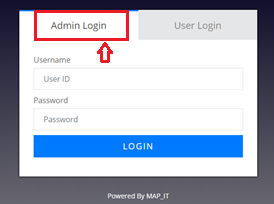 Admin Login
User Login
Username
User ID
Password
Password
LOGIN
Powered By MAP_IT